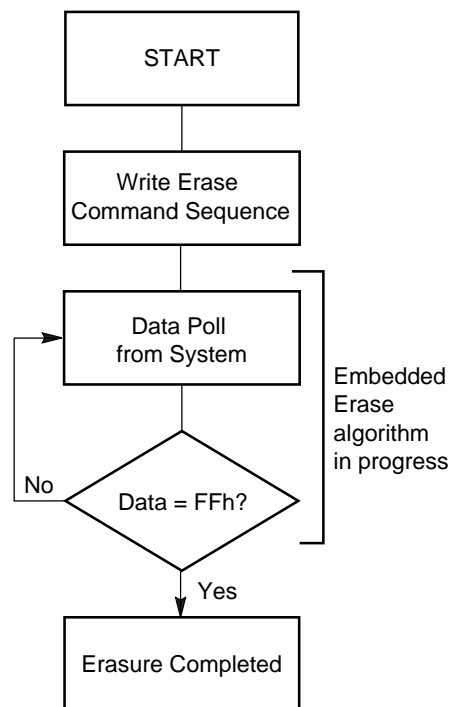 START
Write Erase
Command Sequence
Data Poll
from System
Embedded
Erase
algorithm
in progress
No
Data = FFh?
Yes
Erasure Completed